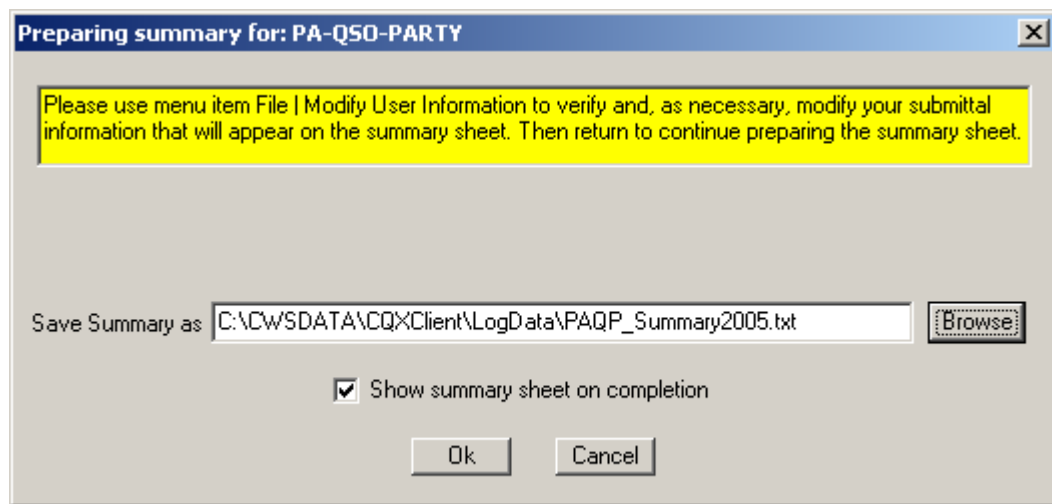 Preparing summary for: PA-QSO-PARTY
Please use menu item File | Modify User Information to verify and, as necessary, modify your submittal
information that will appear on the summary sheet. Then return to continue preparing the summary sheet.
Save Summary as C:\CWSDATA\CQXClient\LogData\PAQP_Summary2005.txt Browse
Show summary sheet on completion
Ok Cancel